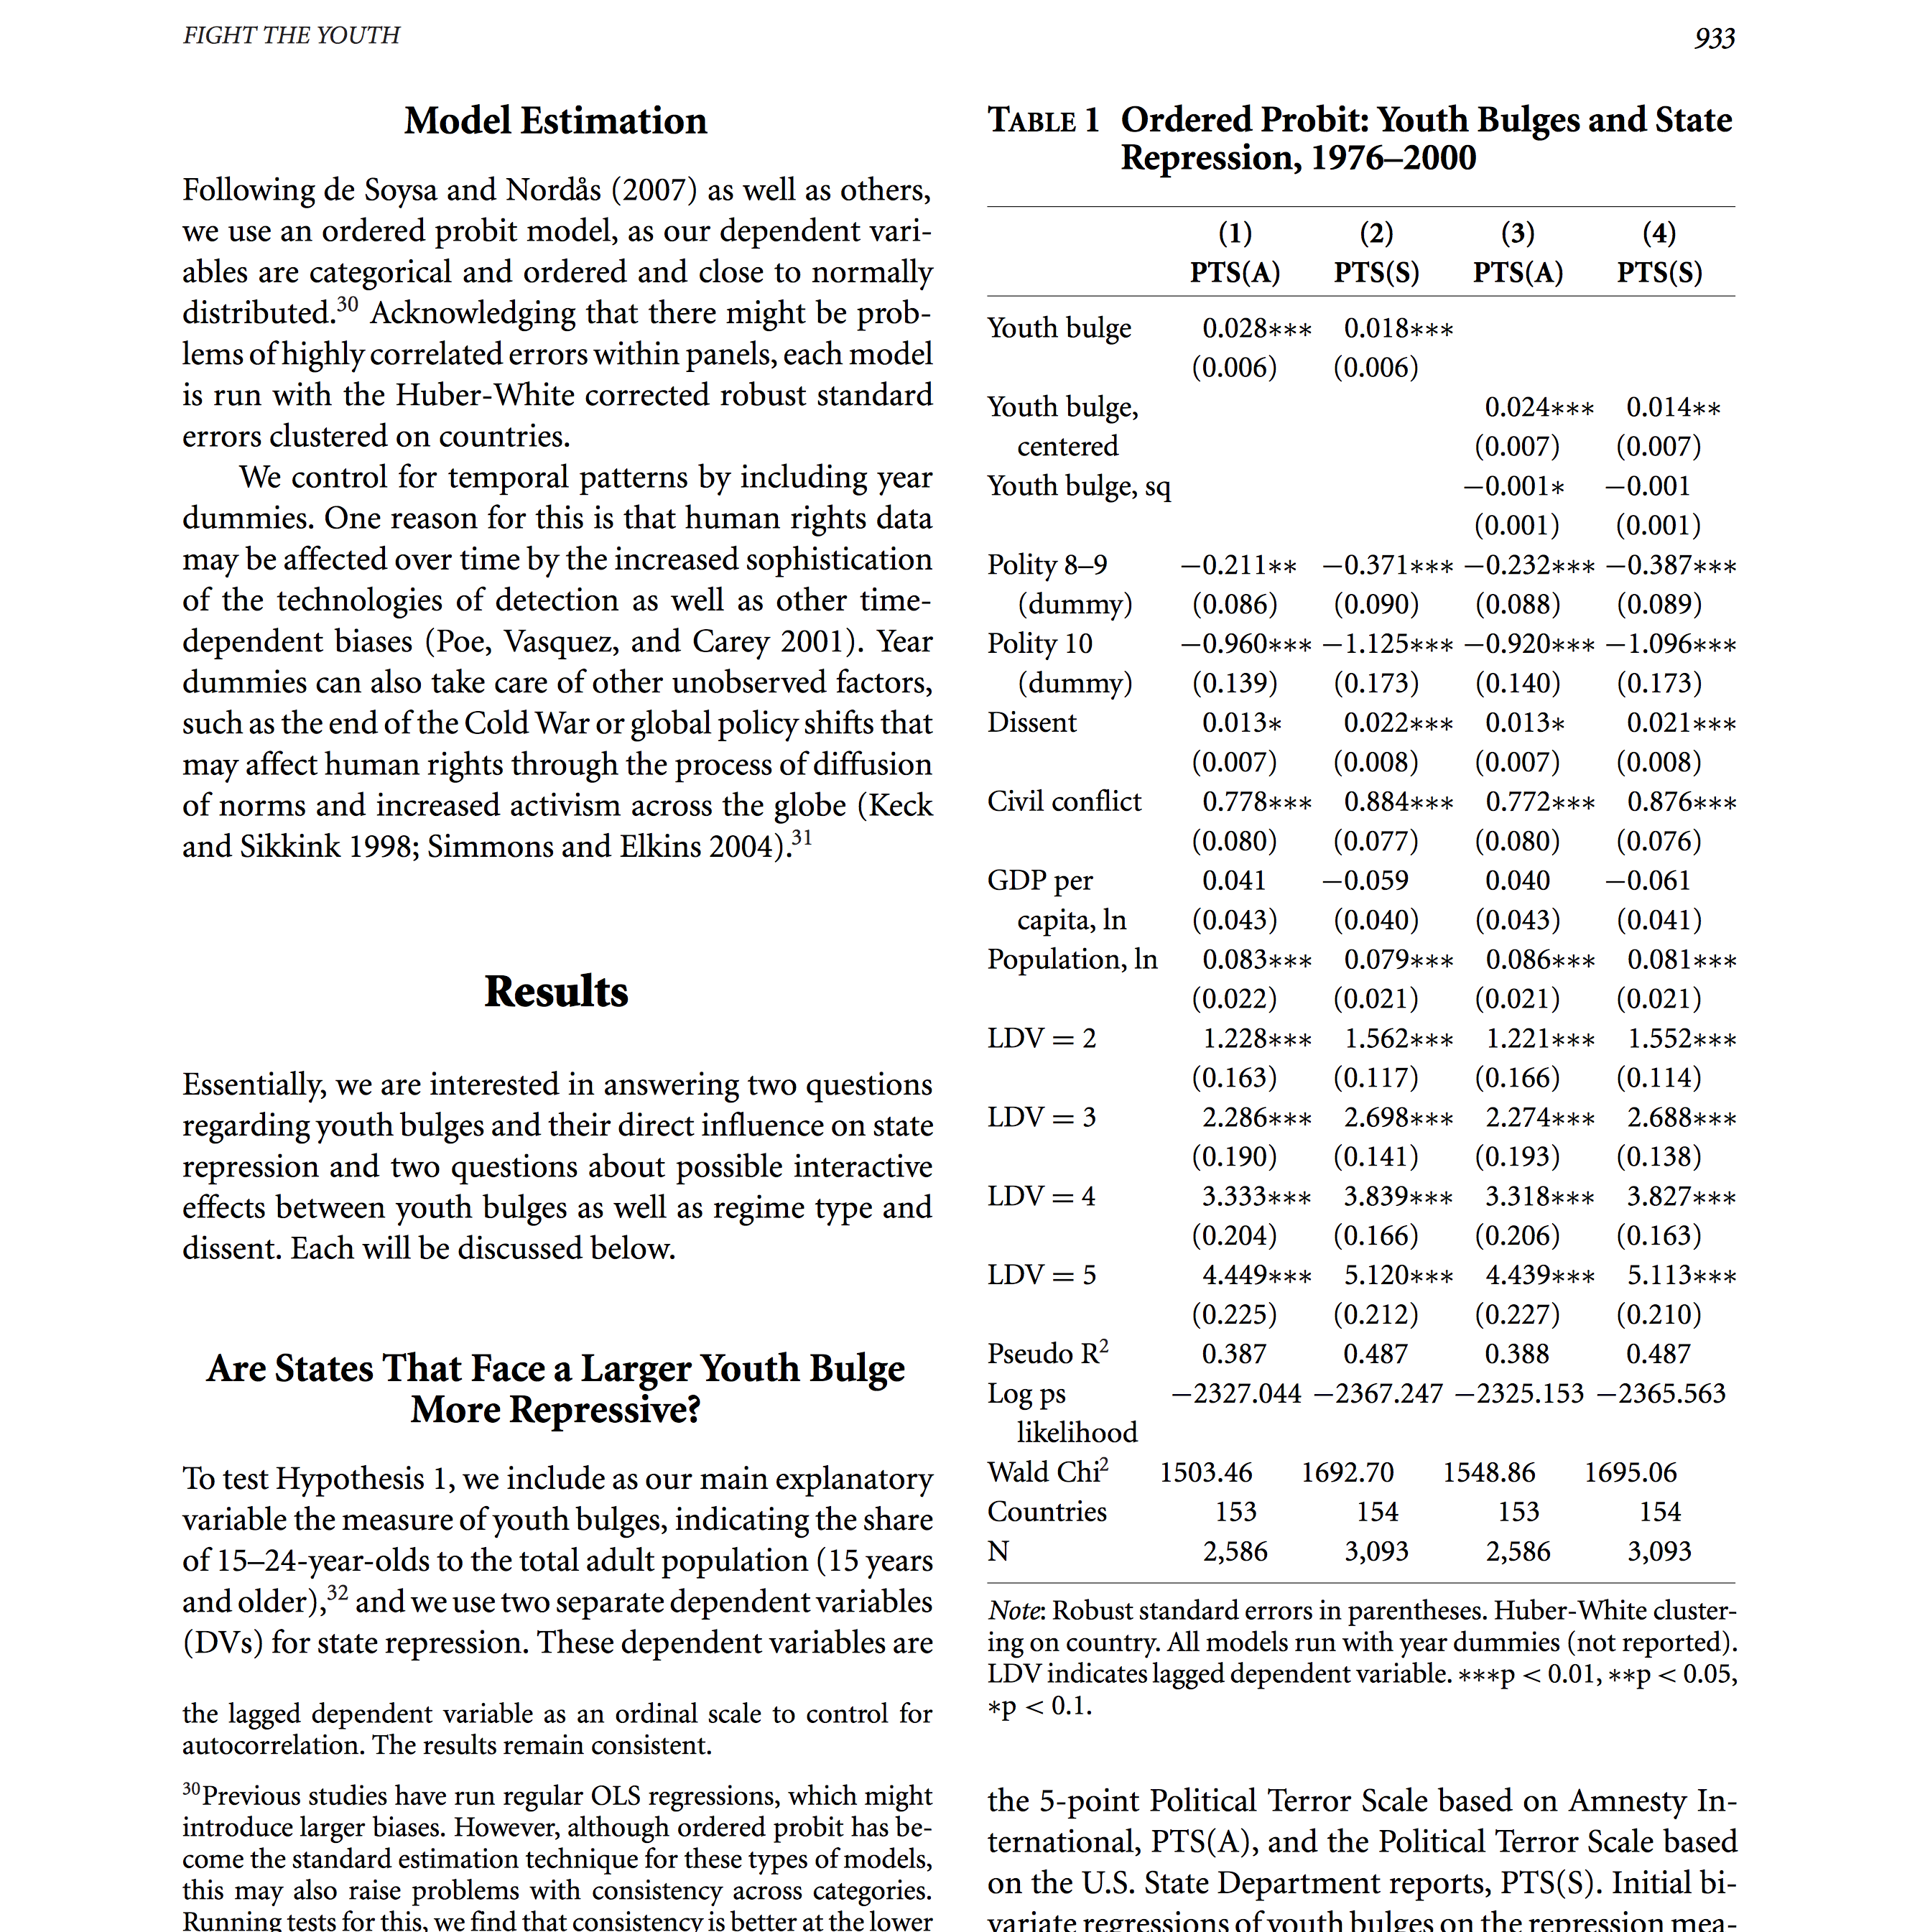 FIGHT THE YOUTH
933
Model Estimation
Following de Soysa and Nordås (2007) as well as others,
we use an ordered probit model, as our dependent vari-
ables are categorical and ordered and close to normally
distributed.30 Acknowledging that there might be prob-
lems of highly correlated errors within panels, each model
is run with the Huber-White corrected robust standard
errors clustered on countries.
We control for temporal patterns by including year
dummies. One reason for this is that human rights data
may be affected over time by the increased sophistication
of the technologies of detection as well as other time-
dependent biases (Poe, Vasquez, and Carey 2001). Year
dummies can also take care of other unobserved factors,
such as the end of the Cold War or global policy shifts that
may affect human rights through the process of diffusion
of norms and increased activism across the globe (Keck
and Sikkink 1998; Simmons and Elkins 2004).31
Results
Essentially, we are interested in answering two questions
regarding youth bulges and their direct influence on state
repression and two questions about possible interactive
effects between youth bulges as well as regime type and
dissent. Each will be discussed below.
Are States That Face a Larger Youth Bulge
More Repressive?
To test Hypothesis 1, we include as our main explanatory
variable the measure of youth bulges, indicating the share
of 15–24-year-olds to the total adult population (15 years
and older),32 and we use two separate dependent variables
(DVs) for state repression. These dependent variables are
the lagged dependent variable as an ordinal scale to control for
autocorrelation. The results remain consistent.
30Previous studies have run regular OLS regressions, which might
introduce larger biases. However, although ordered probit has be-
come the standard estimation technique for these types of models,
this may also raise problems with consistency across categories.
Running tests for this, we find that consistency is better at the lower
TABLE 1 Ordered Probit: Youth Bulges and State
Repression, 1976–2000
(1) (2) (3) (4)
PTS(A) PTS(S) PTS(A) PTS(S)
Youth bulge 0.028∗∗∗ 0.018∗∗∗
(0.006) (0.006)
Youth bulge, 0.024∗∗∗ 0.014∗∗
centered (0.007) (0.007)
Youth bulge, sq −0.001∗ −0.001
(0.001) (0.001)
Polity 8–9 −0.211∗∗ −0.371∗∗∗ −0.232∗∗∗ −0.387∗∗∗
(dummy) (0.086) (0.090) (0.088) (0.089)
Polity 10 −0.960∗∗∗ −1.125∗∗∗ −0.920∗∗∗ −1.096∗∗∗
(dummy) (0.139) (0.173) (0.140) (0.173)
Dissent 0.013∗ 0.022∗∗∗ 0.013∗ 0.021∗∗∗
(0.007) (0.008) (0.007) (0.008)
Civil conflict 0.778∗∗∗ 0.884∗∗∗ 0.772∗∗∗ 0.876∗∗∗
(0.080) (0.077) (0.080) (0.076)
GDP per 0.041 −0.059 0.040 −0.061
capita, ln (0.043) (0.040) (0.043) (0.041)
Population, ln 0.083∗∗∗ 0.079∗∗∗ 0.086∗∗∗ 0.081∗∗∗
(0.022) (0.021) (0.021) (0.021)
LDV = 2 1.228∗∗∗ 1.562∗∗∗ 1.221∗∗∗ 1.552∗∗∗
(0.163) (0.117) (0.166) (0.114)
LDV = 3 2.286∗∗∗ 2.698∗∗∗ 2.274∗∗∗ 2.688∗∗∗
(0.190) (0.141) (0.193) (0.138)
LDV = 4 3.333∗∗∗ 3.839∗∗∗ 3.318∗∗∗ 3.827∗∗∗
(0.204) (0.166) (0.206) (0.163)
LDV = 5 4.449∗∗∗ 5.120∗∗∗ 4.439∗∗∗ 5.113∗∗∗
(0.225) (0.212) (0.227) (0.210)
Pseudo R2 0.387 0.487 0.388 0.487
Log ps −2327.044 −2367.247 −2325.153 −2365.563
likelihood
Wald Chi2 1503.46 1692.70 1548.86 1695.06
Countries 153 154 153 154
N 2,586 3,093 2,586 3,093
Note: Robust standard errors in parentheses. Huber-White cluster-
ing on country. All models run with year dummies (not reported).
LDV indicates lagged dependent variable. ∗∗∗p < 0.01, ∗∗p < 0.05,
∗p < 0.1.
the 5-point Political Terror Scale based on Amnesty In-
ternational, PTS(A), and the Political Terror Scale based
on the U.S. State Department reports, PTS(S). Initial bi-
variate regressions of youth bulges on the repression mea-